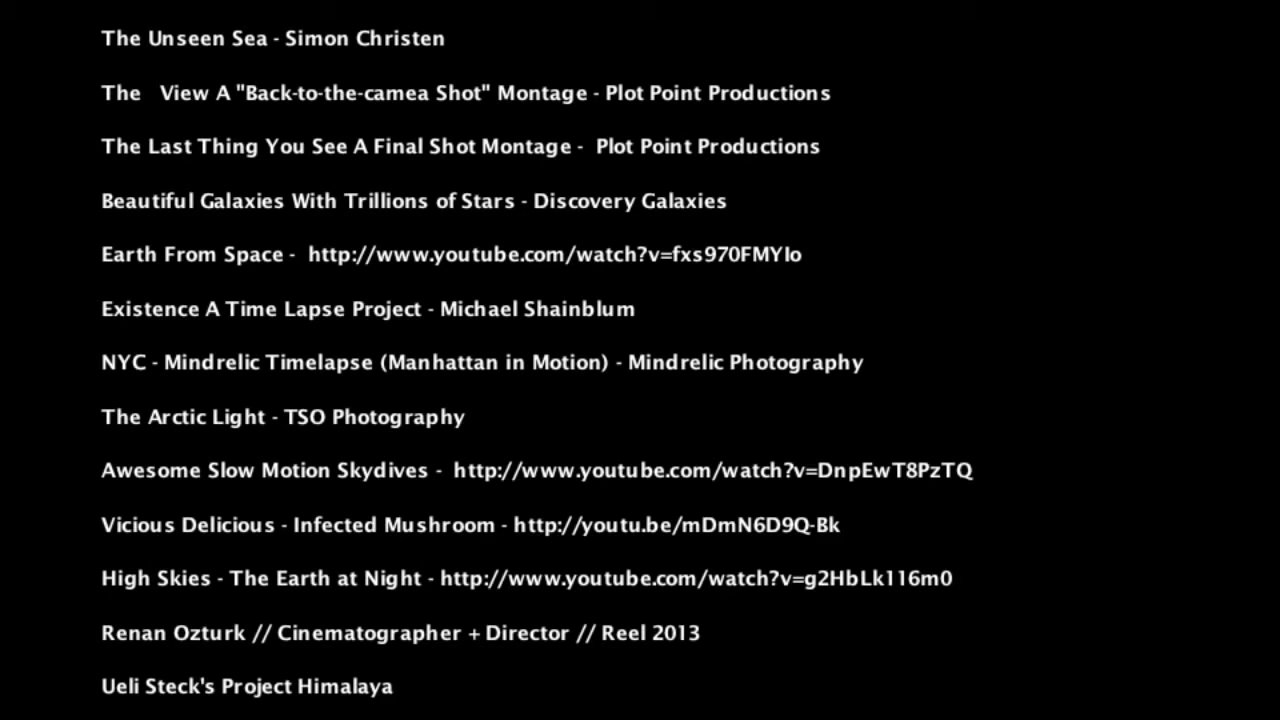 The Unseen Sea - Simon Christen
The View A "Back-to-the-camea Shot" Montage - Plot Point Productions
The Last Thing You See A Final Shot Montage - Plot Point Productions
Beautiful Galaxies With Trillions of Stars - Discovery Galaxies
Earth From Space - http://www.youtube.com/watch?v=fxs970FMYIo
Existence A Time Lapse Project - Michael Shainblum
NYC - Mindrelic Timelapse (Manhattan in Motion) - Mindrelic Photography
The Arctic Light - TSO Photography
Awesome Slow Motion Skydives - http://www.youtube.com/watch?v=DnpEwT8PzTQ
Vicious Delicious - Infected Mushroom - http://youtu.be/mDmN6D9Q-Bk
High Skies - The Earth at Night - http://www.youtube.com/watch?v=g2HbLk116m0
Renan Ozturk // Cinematographer + Director // Reel 2013
Ueli Steck's Project Himalaya